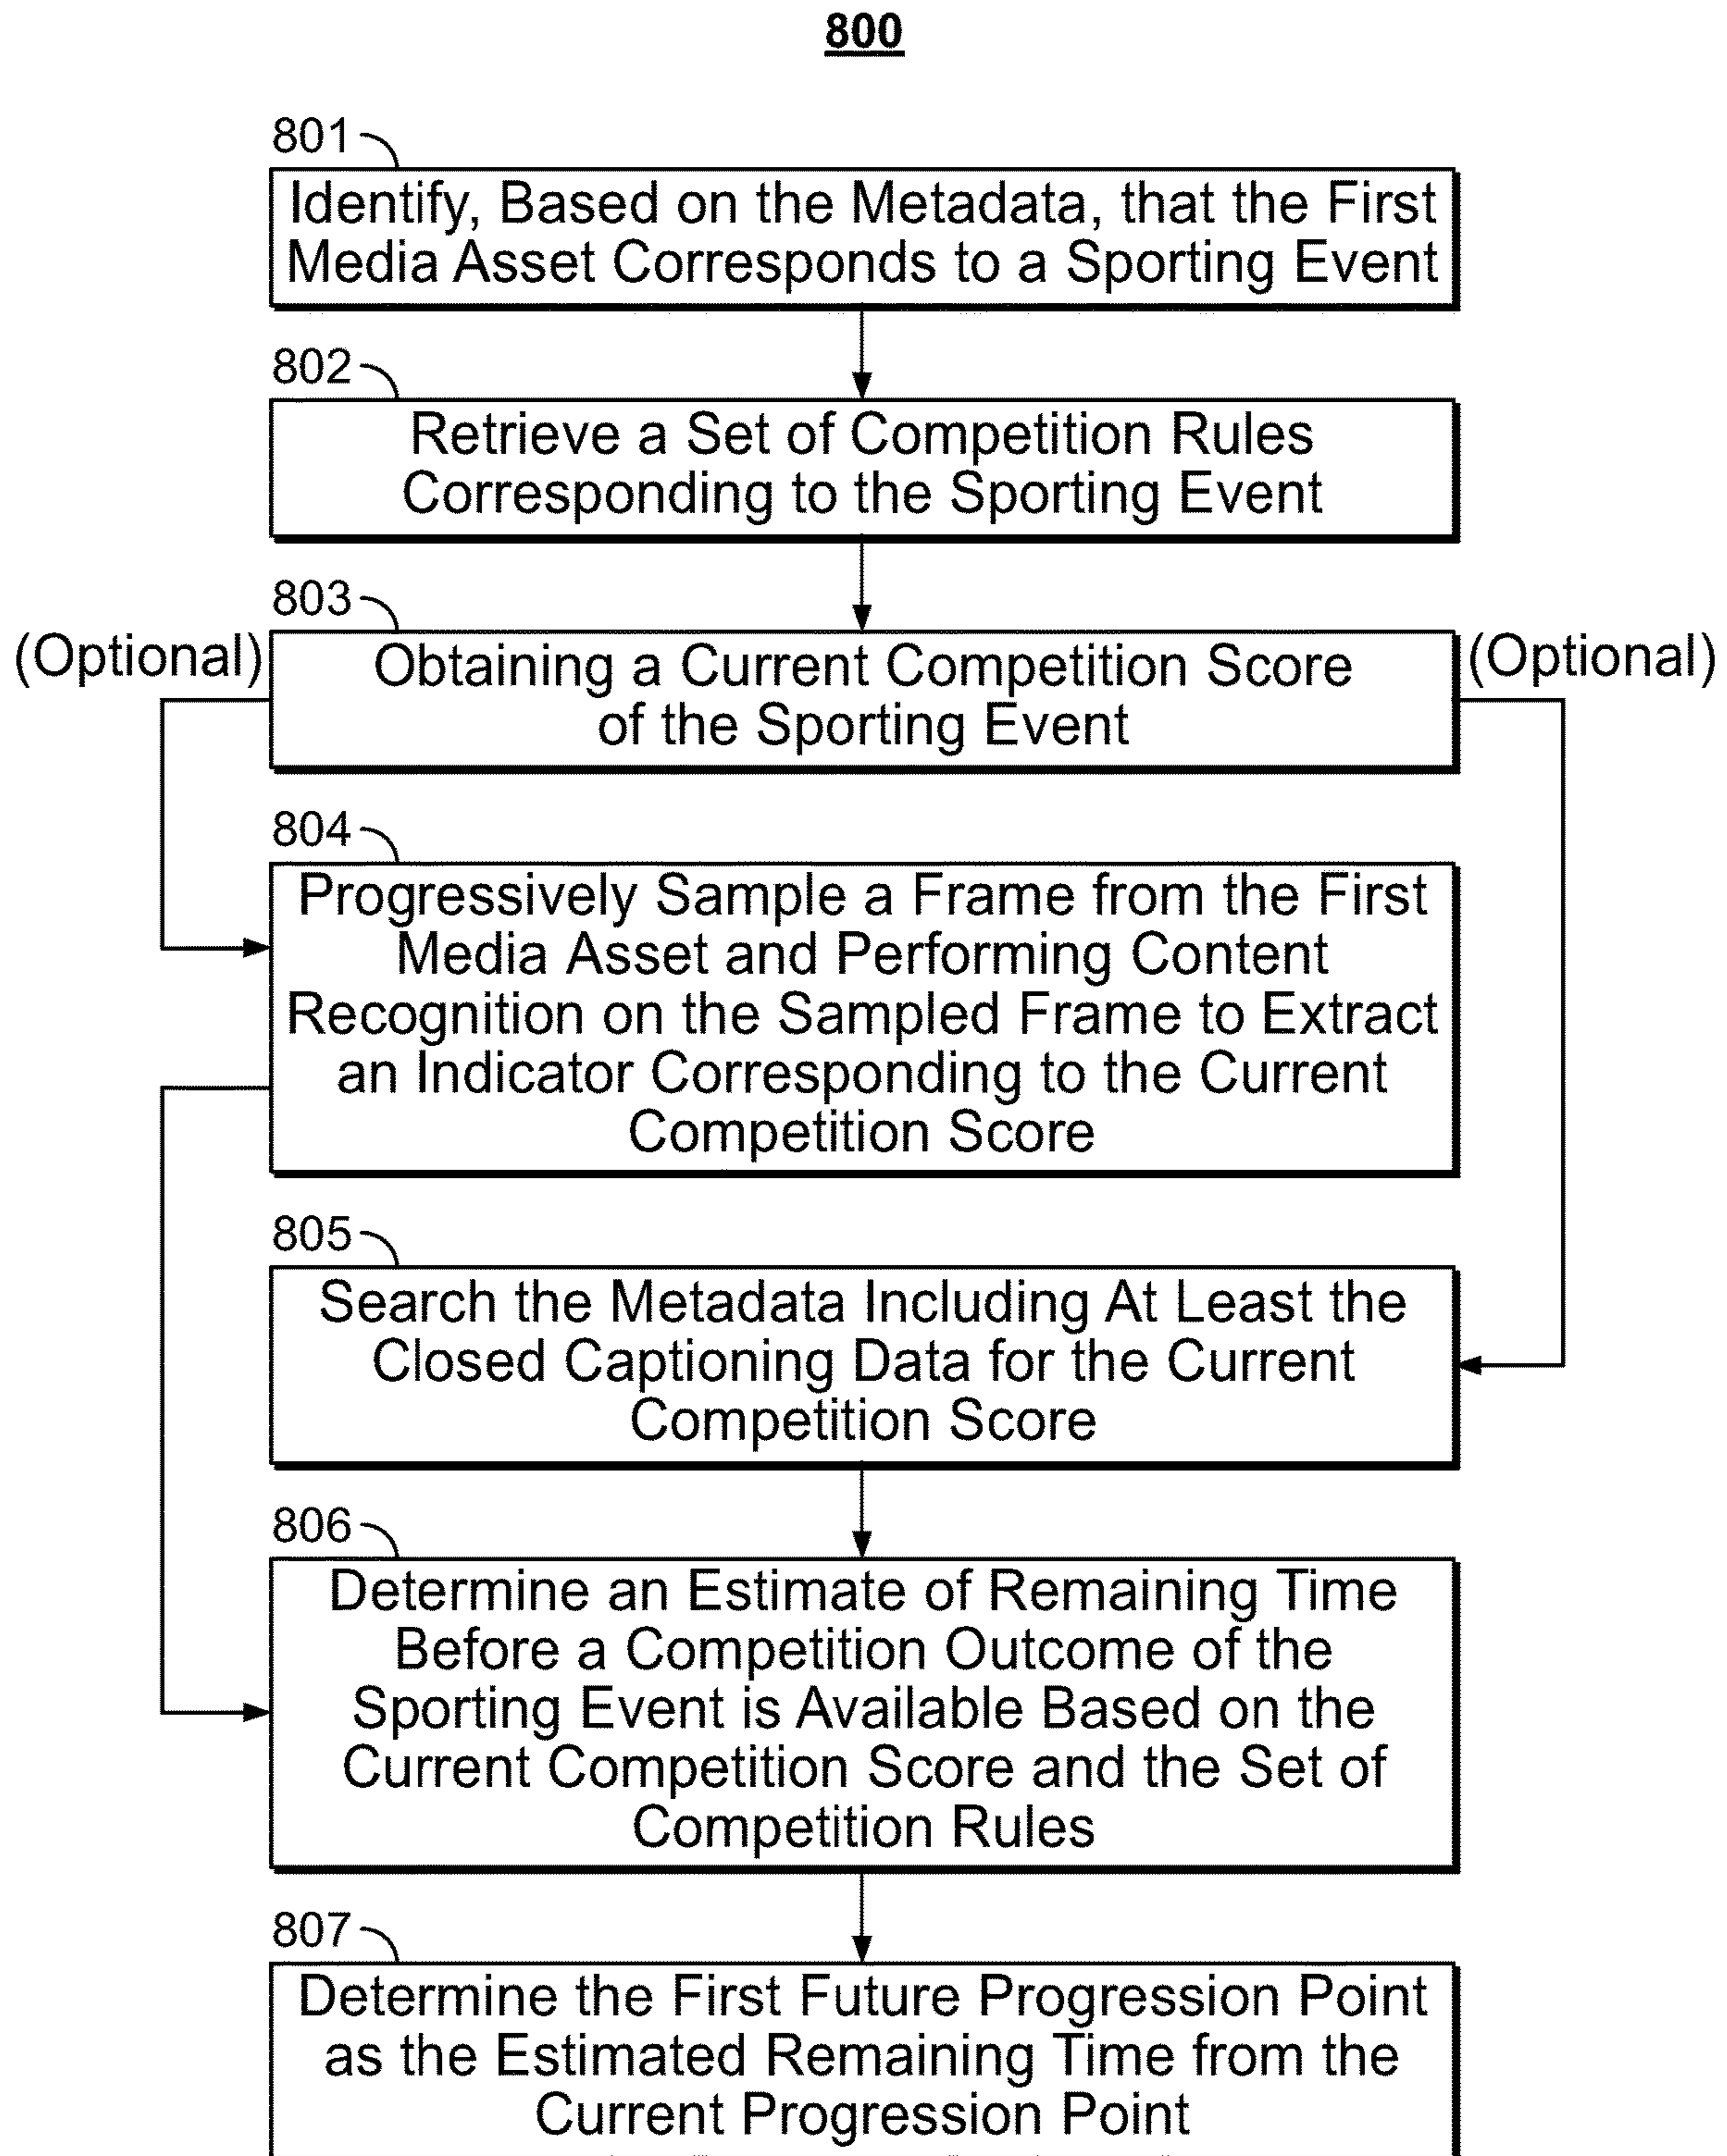 800
801
Identify, Based on the Metadata, that the First
Media Asset Corresponds to a Sporting Event
802
Retrieve a Set of Competition Rules
Corresponding to the Sporting Event
803
(Optional)
(Optional)
Obtaining a Current Competition Score
of the Sporting Event
804
Progressively Sample a Frame from the First
Media Asset and Performing Content
Recognition on the Sampled Frame to Extract
an Indicator Corresponding to the Current
Competition Score
805
Search the Metadata Including At Least the
Closed Captioning Data for the Current
Competition Score
806
Determine an Estimate of Remaining Time
Before a Competition Outcome of the
Sporting Event is Available Based on the
Current Competition Score and the Set of
Competition Rules
807
Determine the First Future Progression Point
as the Estimated Remaining Time from the
Current Progression Point